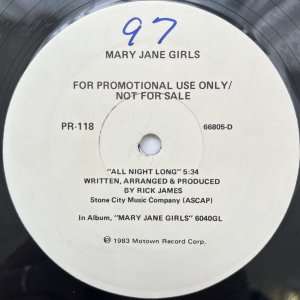 97
MARY JANE GIRLS
FOR PROMOTIONAL USE ONLY/
NOT FOR SALE
PR-118
66805-D
"ALL NIGHT LONG" 5:34
WRITTEN, ARRANGED & PRODUCED
BY RICK JAMES
Stone City Music Company (ASCAP)
In Album, "MARY JANE GIRLS" 6040GL
℗ 1983 Motown Record Corp.